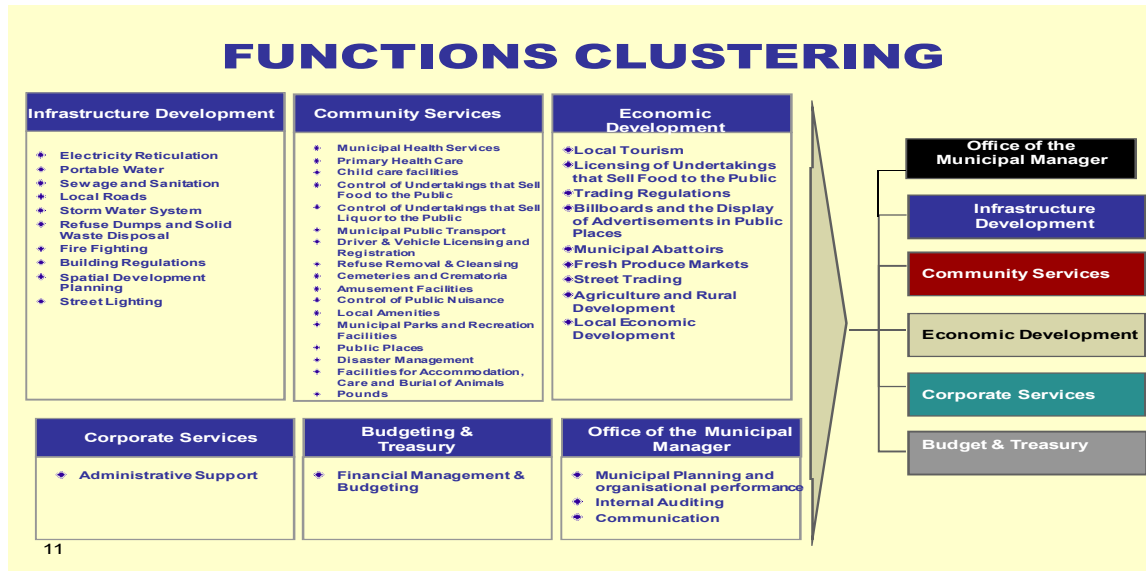 FUNCTIONS CLUSTERING
Infrastructure Development
Electricity Reticulation
Portable Water
Sewage and Sanitation
Local Roads
Storm Water System
Refuse Dumps and Solid
Waste Disposal
Fire Fighting
Building Regulations
Spatial Development
Planning
Street Lighting
Community Services
Municipal Health Services
Primary Health Care
Child care facilities
Control of Undertakings that Sell
Food to the Public
Control of Undertakings that Sell
Liquor to the Public
Municipal Public Transport
Driver & Vehicle Licensing and
Registration
Refuse Removal & Cleansing
Cemeteries and Crematoria
Amusement Facilities
Control of Public Nuisance
Local Amenities
Municipal Parks and Recreation
Facilities
Public Places
Disaster Management
Facilities for Accommodation,
Care and Burial of Animals
Pounds
Economic
Development
Local Tourism
Licensing of Undertakings
that Sell Food to the Public
Trading Regulations
Billboards and the Display
of Advertisements in Public
Places
Municipal Abattoirs
Fresh Produce Markets
Street Trading
Agriculture and Rural
Development
Local Economic
Development
Corporate Services
Administrative Support
Budgeting &
Treasury
Financial Management &
Budgeting
Office of the Municipal
Manager
Municipal Planning and
organisational performance
Internal Auditing
Communication
Office of the
Municipal Manager
Infrastructure
Development
Community Services
Economic Development
Corporate Services
Budget & Treasury
11